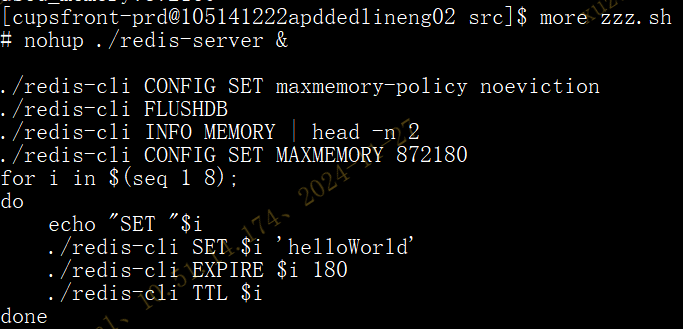 [cupsfront-prd@105141222apddedlineng02 src]$ more zzz.sh
# nohup ./redis-server &
./redis-cli CONFIG SET maxmemory-policy noeviction
./redis-cli FLUSHDB
./redis-cli INFO MEMORY | head -n 2
./redis-cli CONFIG SET MAXMEMORY 872180
for i in $(seq 1 8);
do
    echo "SET "$i
    ./redis-cli SET $i 'helloWorld'
    ./redis-cli EXPIRE $i 180
    ./redis-cli TTL $i
done